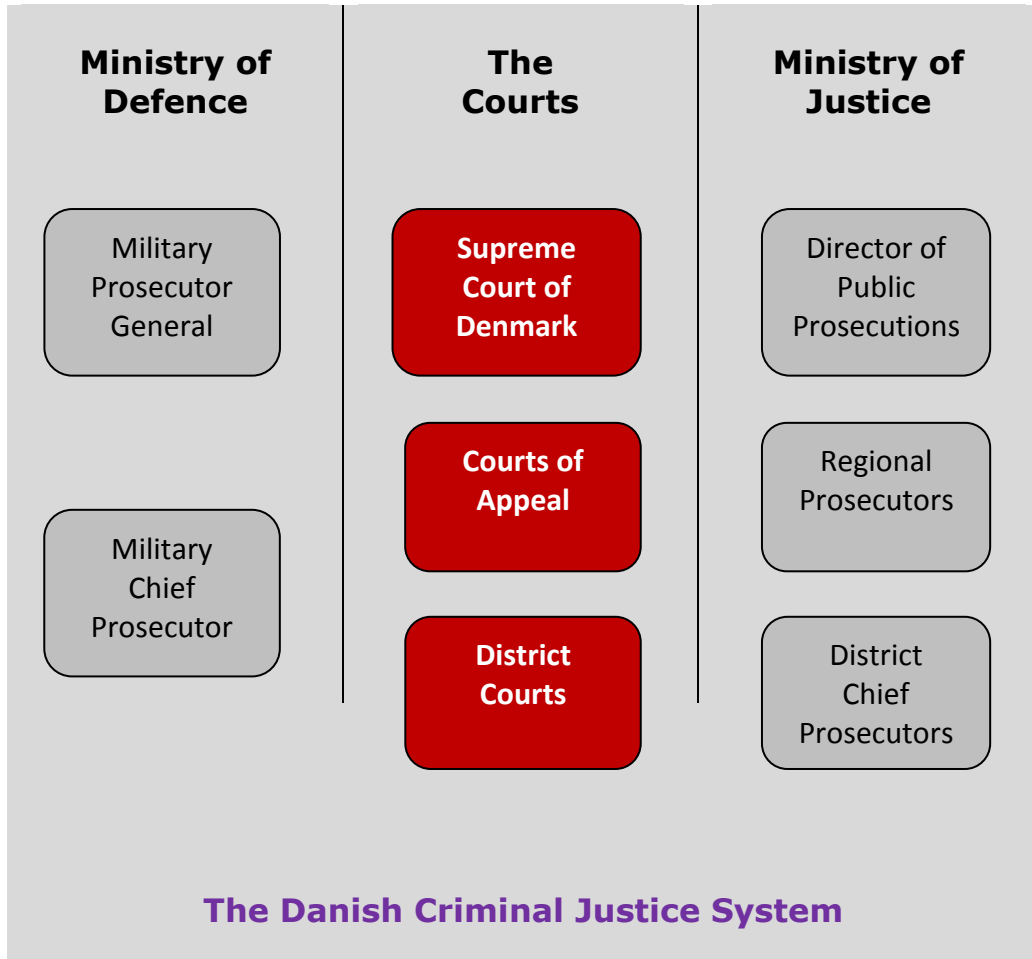 Ministry of
Defence
The
Courts
Ministry of
Justice
Military
Prosecutor
General
Supreme
Court of
Denmark
Director of
Public
Prosecutions
Courts of
Appeal
Regional
Prosecutors
Military
Chief
Prosecutor
District
Courts
District
Chief
Prosecutors
The Danish Criminal Justice System